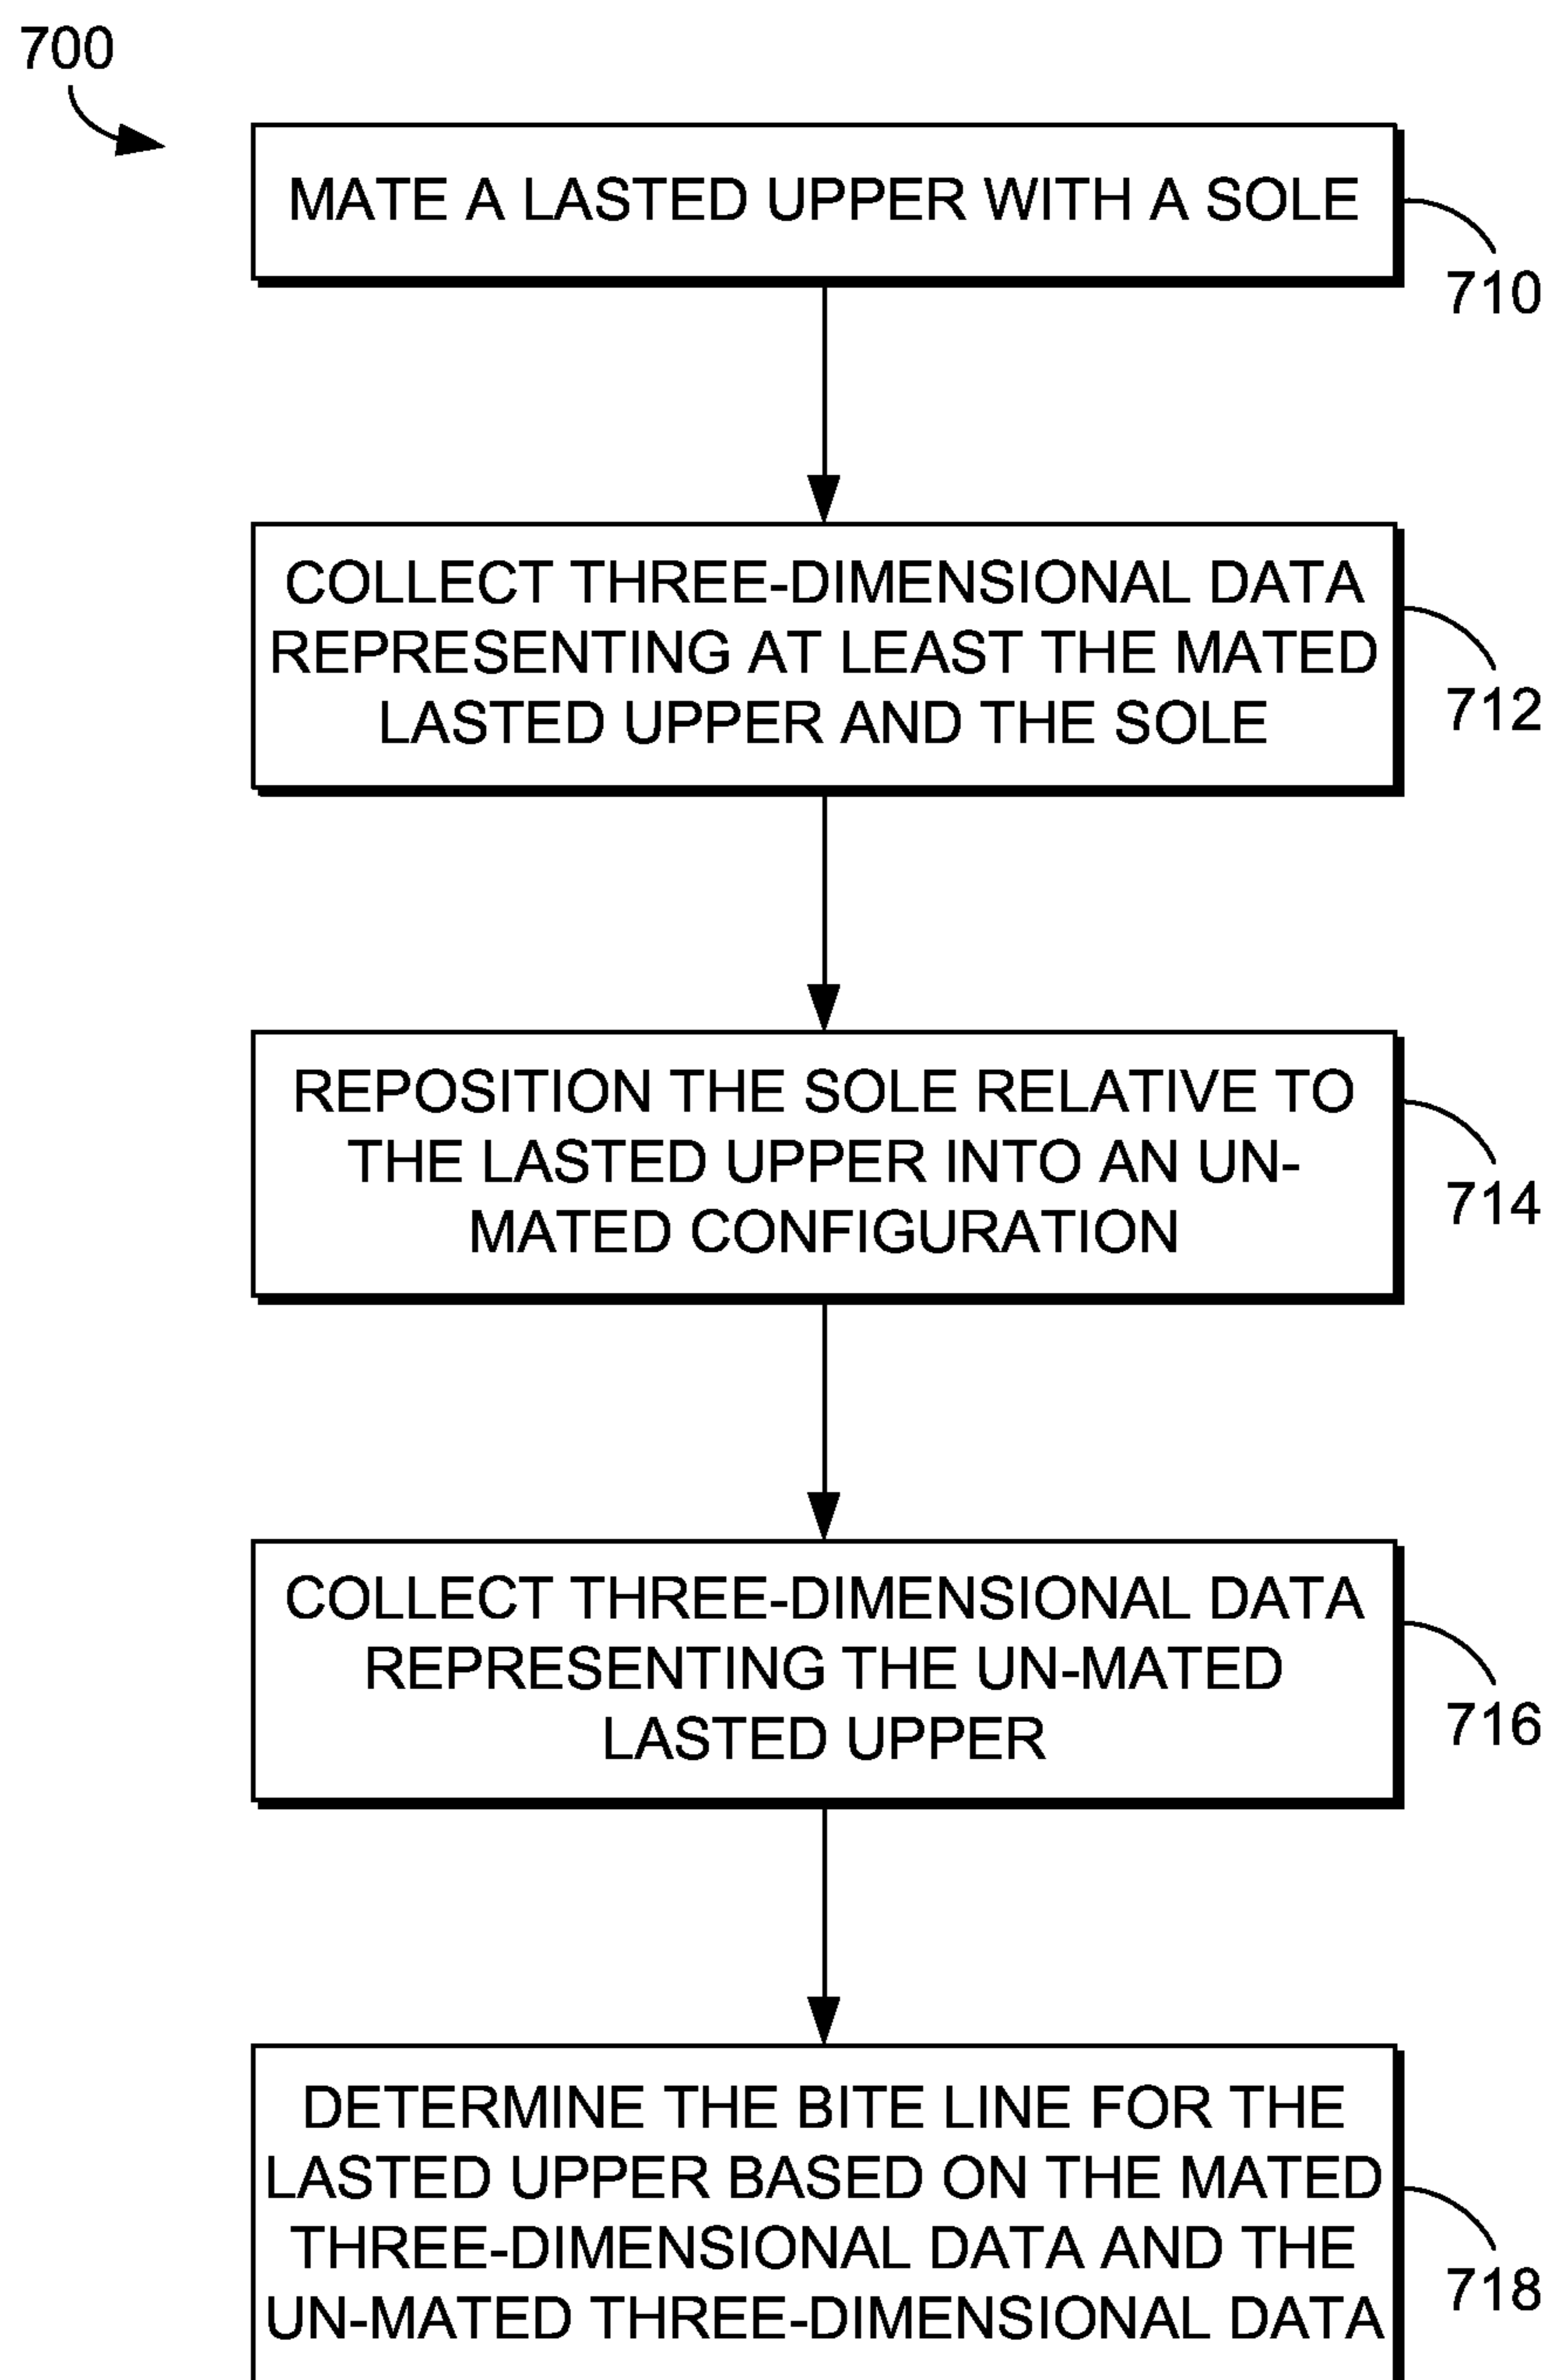 700
MATE A LASTED UPPER WITH A SOLE
710
COLLECT THREE-DIMENSIONAL DATA
REPRESENTING AT LEAST THE MATED
LASTED UPPER AND THE SOLE
712
REPOSITION THE SOLE RELATIVE TO
THE LASTED UPPER INTO AN UN-
MATED CONFIGURATION
714
COLLECT THREE-DIMENSIONAL DATA
REPRESENTING THE UN-MATED
LASTED UPPER
716
DETERMINE THE BITE LINE FOR THE
LASTED UPPER BASED ON THE MATED
THREE-DIMENSIONAL DATA AND THE
UN-MATED THREE-DIMENSIONAL DATA
718